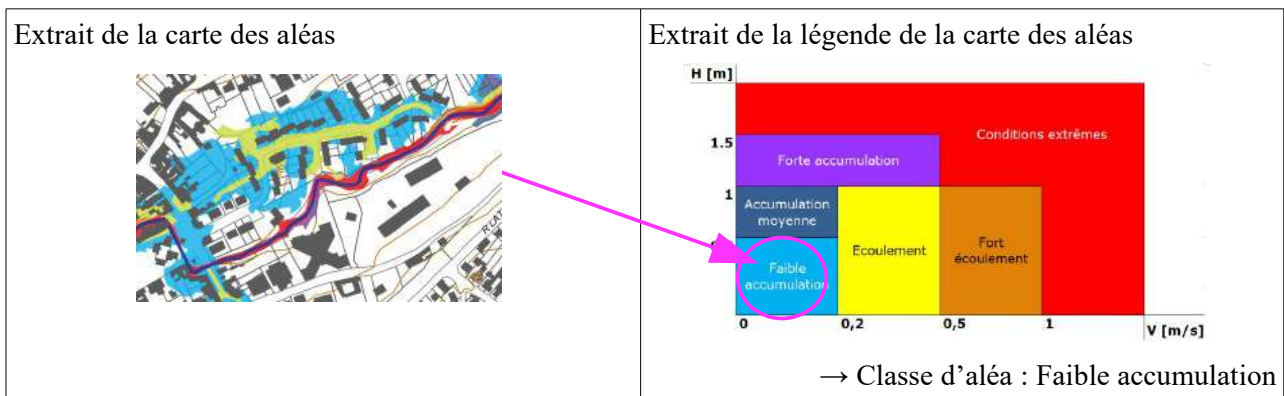 Extrait de la carte des aléas
Extrait de la légende de la carte des aléas
H [m]
Conditions extrêmes
1.5
Forte accumulation
1
Accumulation
moyenne
Ecoulement
Fort
écoulement
Faible
accumulation
0
0,2
0,5
1
V [m/s]
→ Classe d’aléa : Faible accumulation